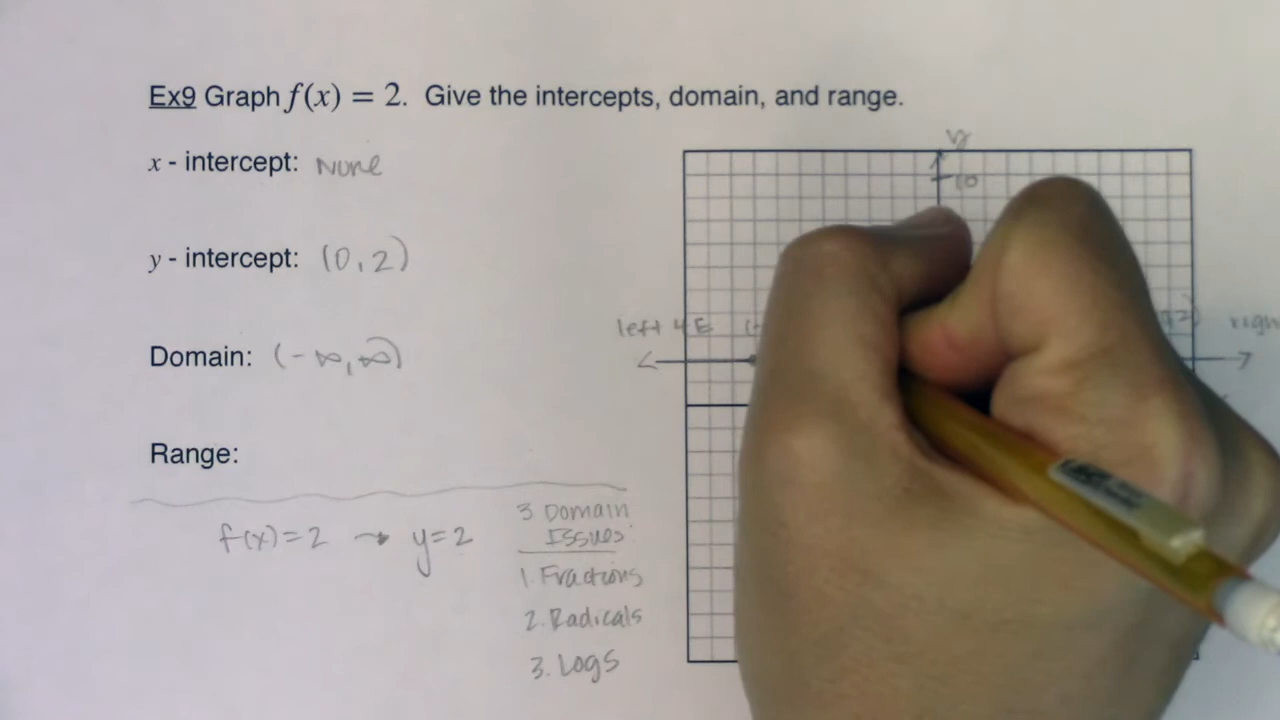 Ex9 Graph f(x) = 2. Give the intercepts, domain, and range.
x - intercept: None
y - intercept: (0,2)
Domain: (-∞,∞)
Range:
f(x)=2 → y=2
3 Domain
Issues
1. Fractions
2. Radicals
3. Logs
y
10
left